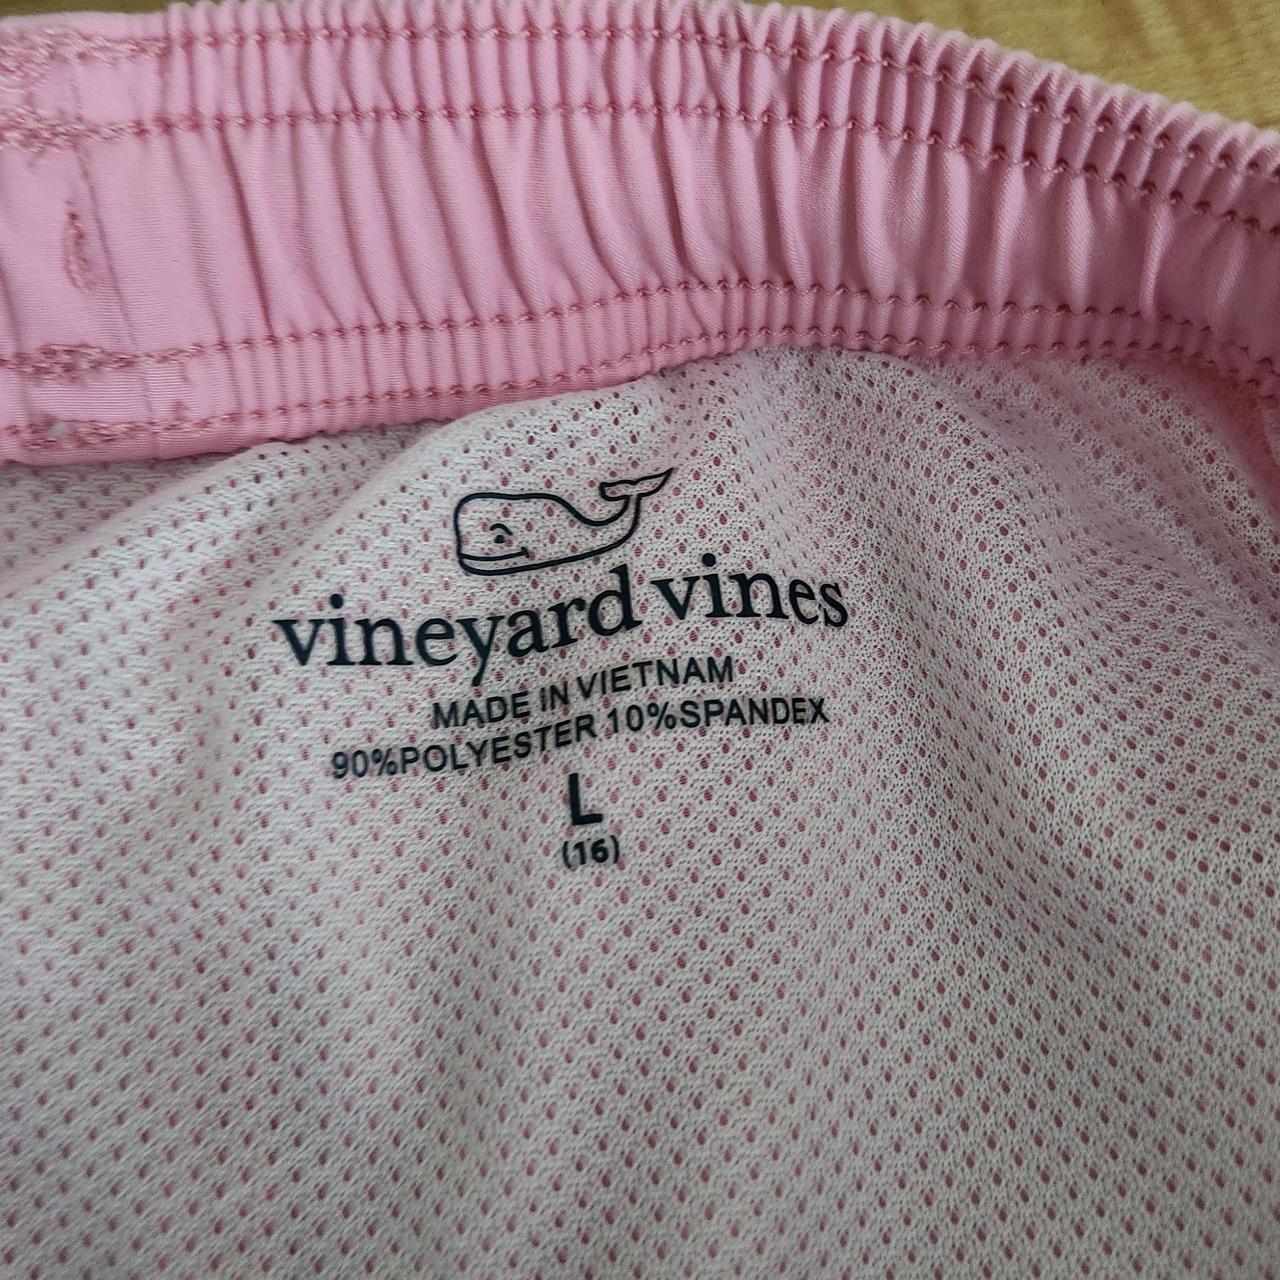 vineyard vines
MADE IN VIETNAM
90%POLYESTER 10%SPANDEX
L
(16)